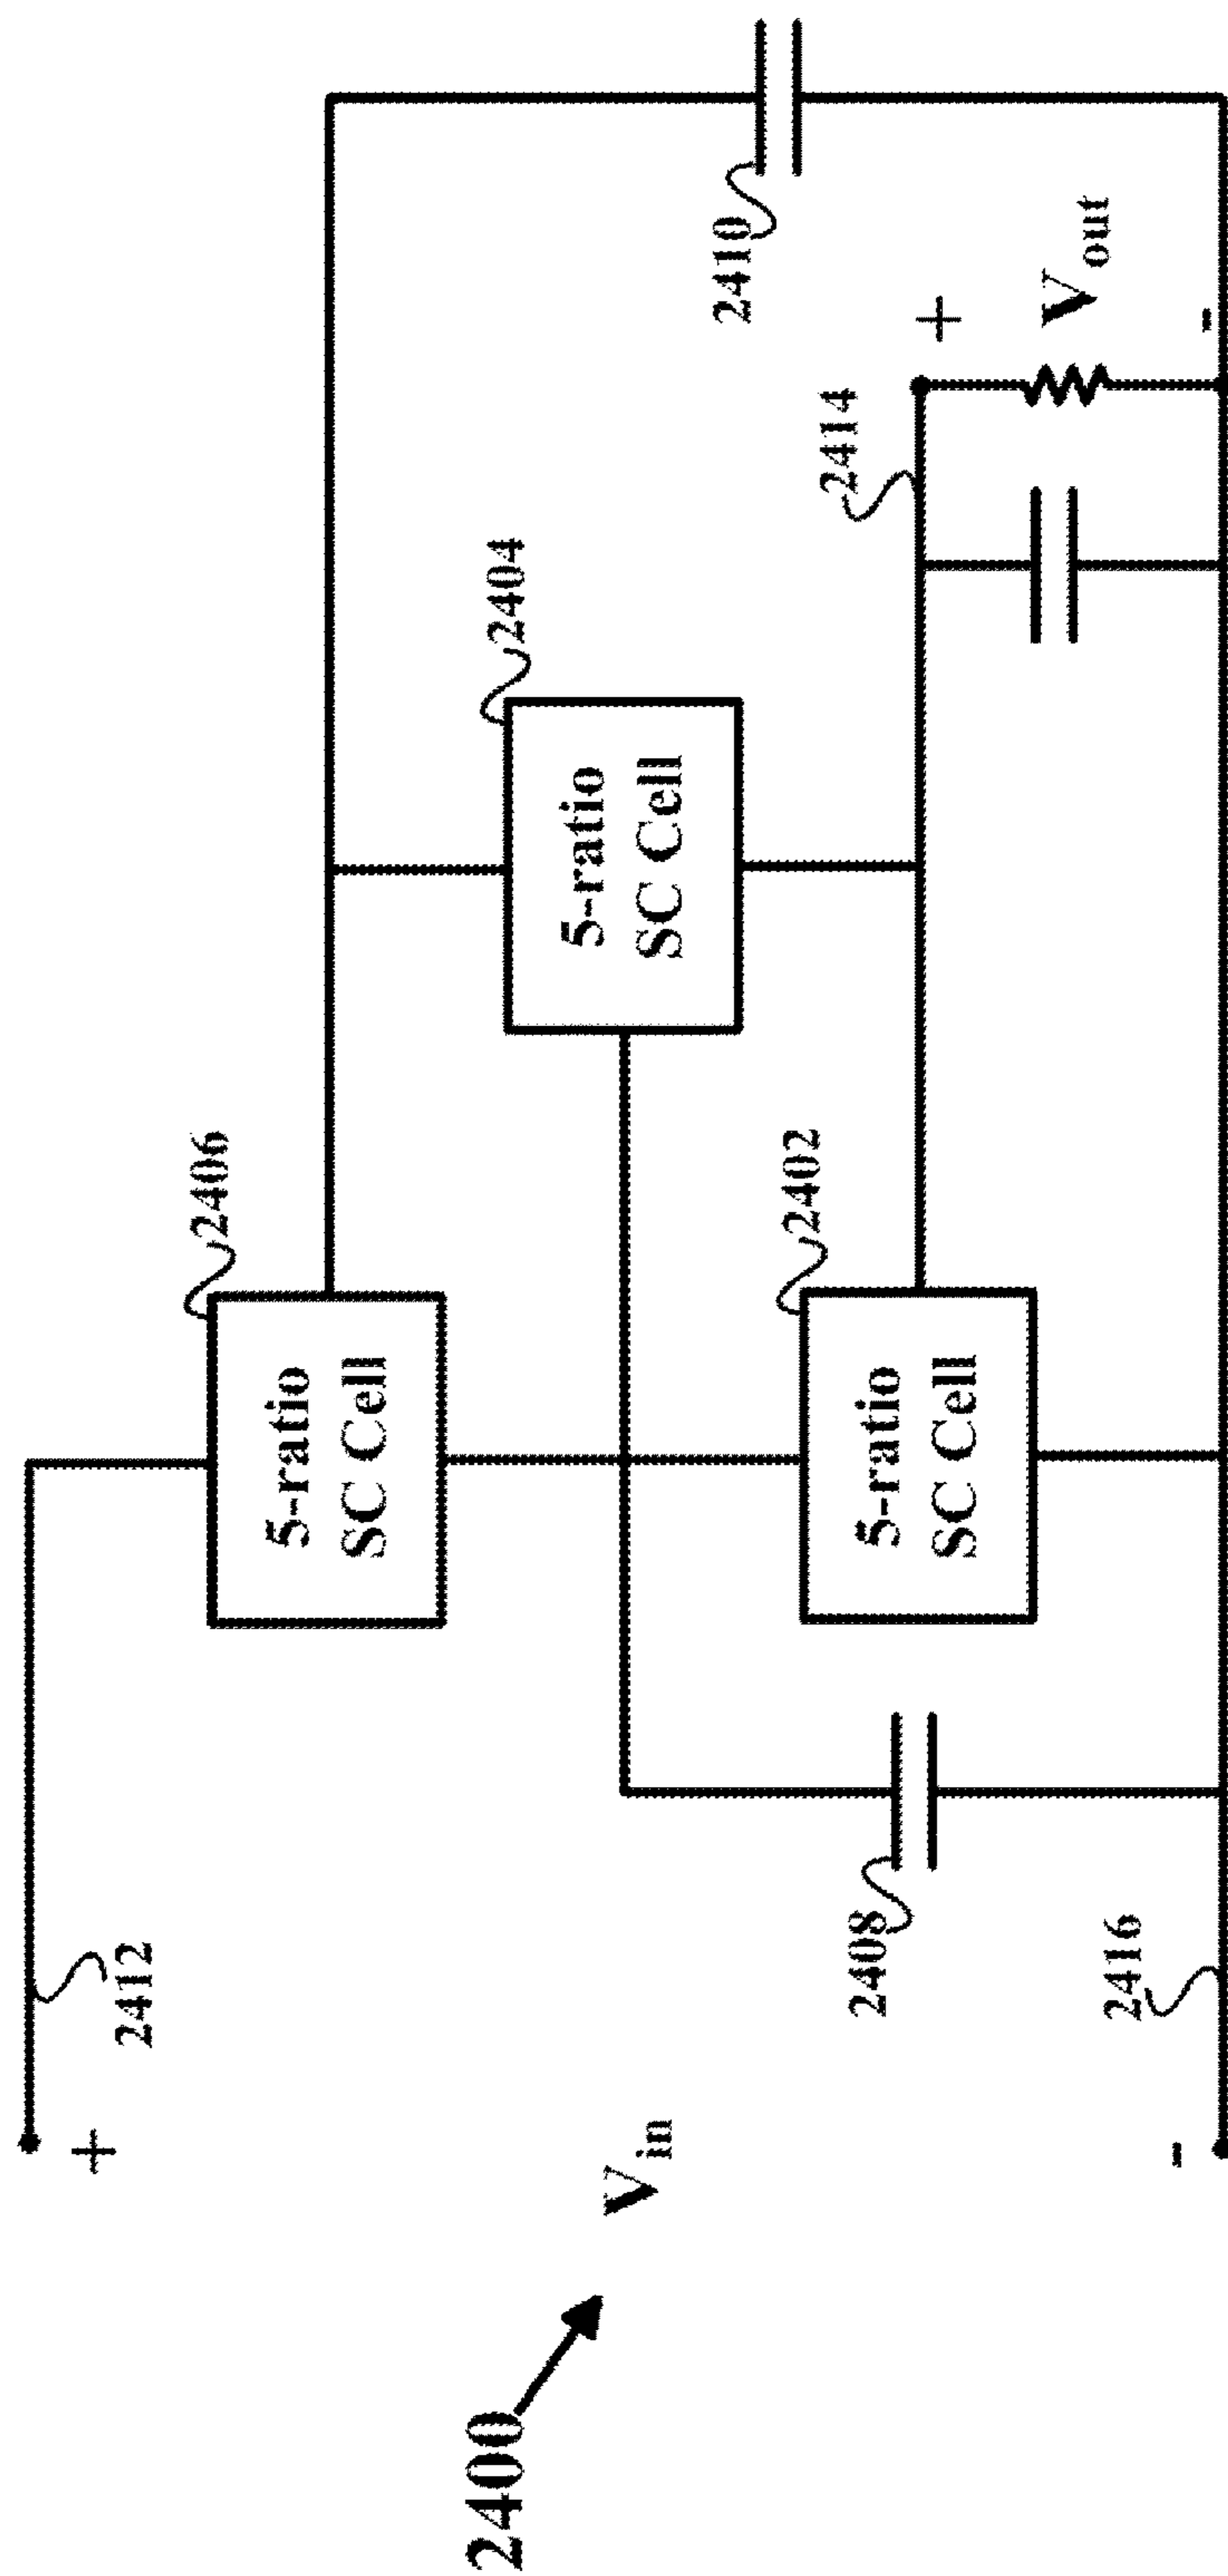 2400
V_in
+
-
2412
2416
2408
2406
5-ratio
SC Cell
2402
5-ratio
SC Cell
2404
5-ratio
SC Cell
2414
2410
+
V_out
-